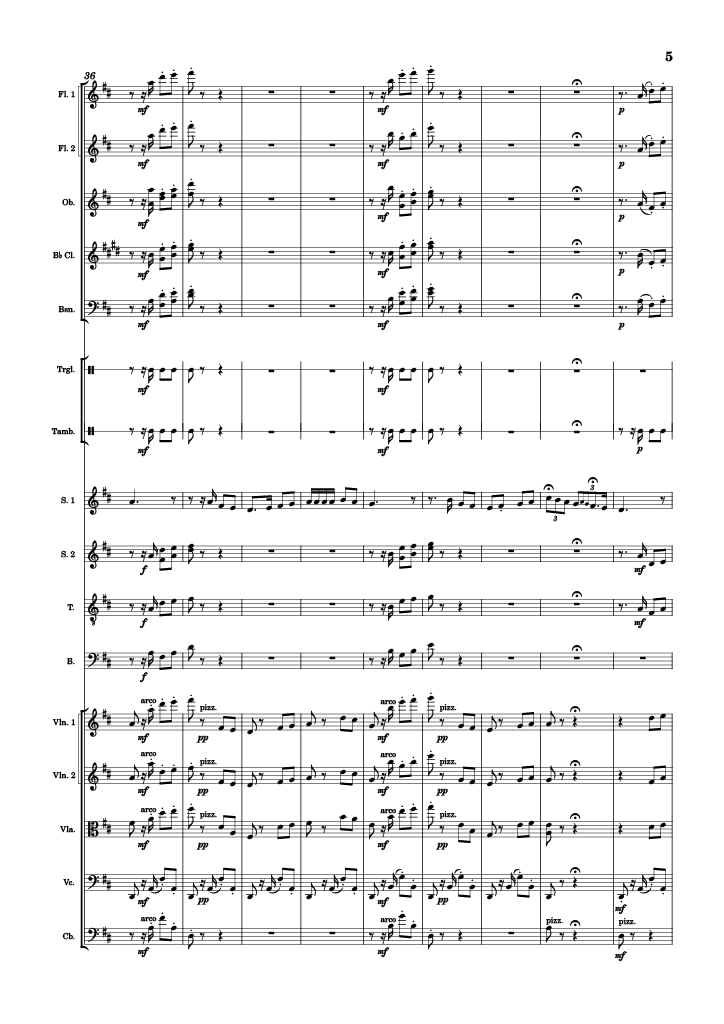 5
36
Fl. 1
mf mf p
Fl. 2
mf mf p
Ob.
mf mf p
B♭ Cl.
mf mf p
Bsn.
mf mf p
Trgl.
mf mf
Tamb.
mf mf p
S. 1
3 3
S. 2
f mf
T.
f mf
B.
f
arco pizz. arco pizz.
Vln. 1
mf pp mf pp
arco pizz. arco pizz.
Vln. 2
mf pp mf pp
arco pizz. arco pizz.
Vla.
mf pp mf pp
Vc.
mf pp mf pp mf
arco arco pizz. pizz.
Cb.
mf mf mf